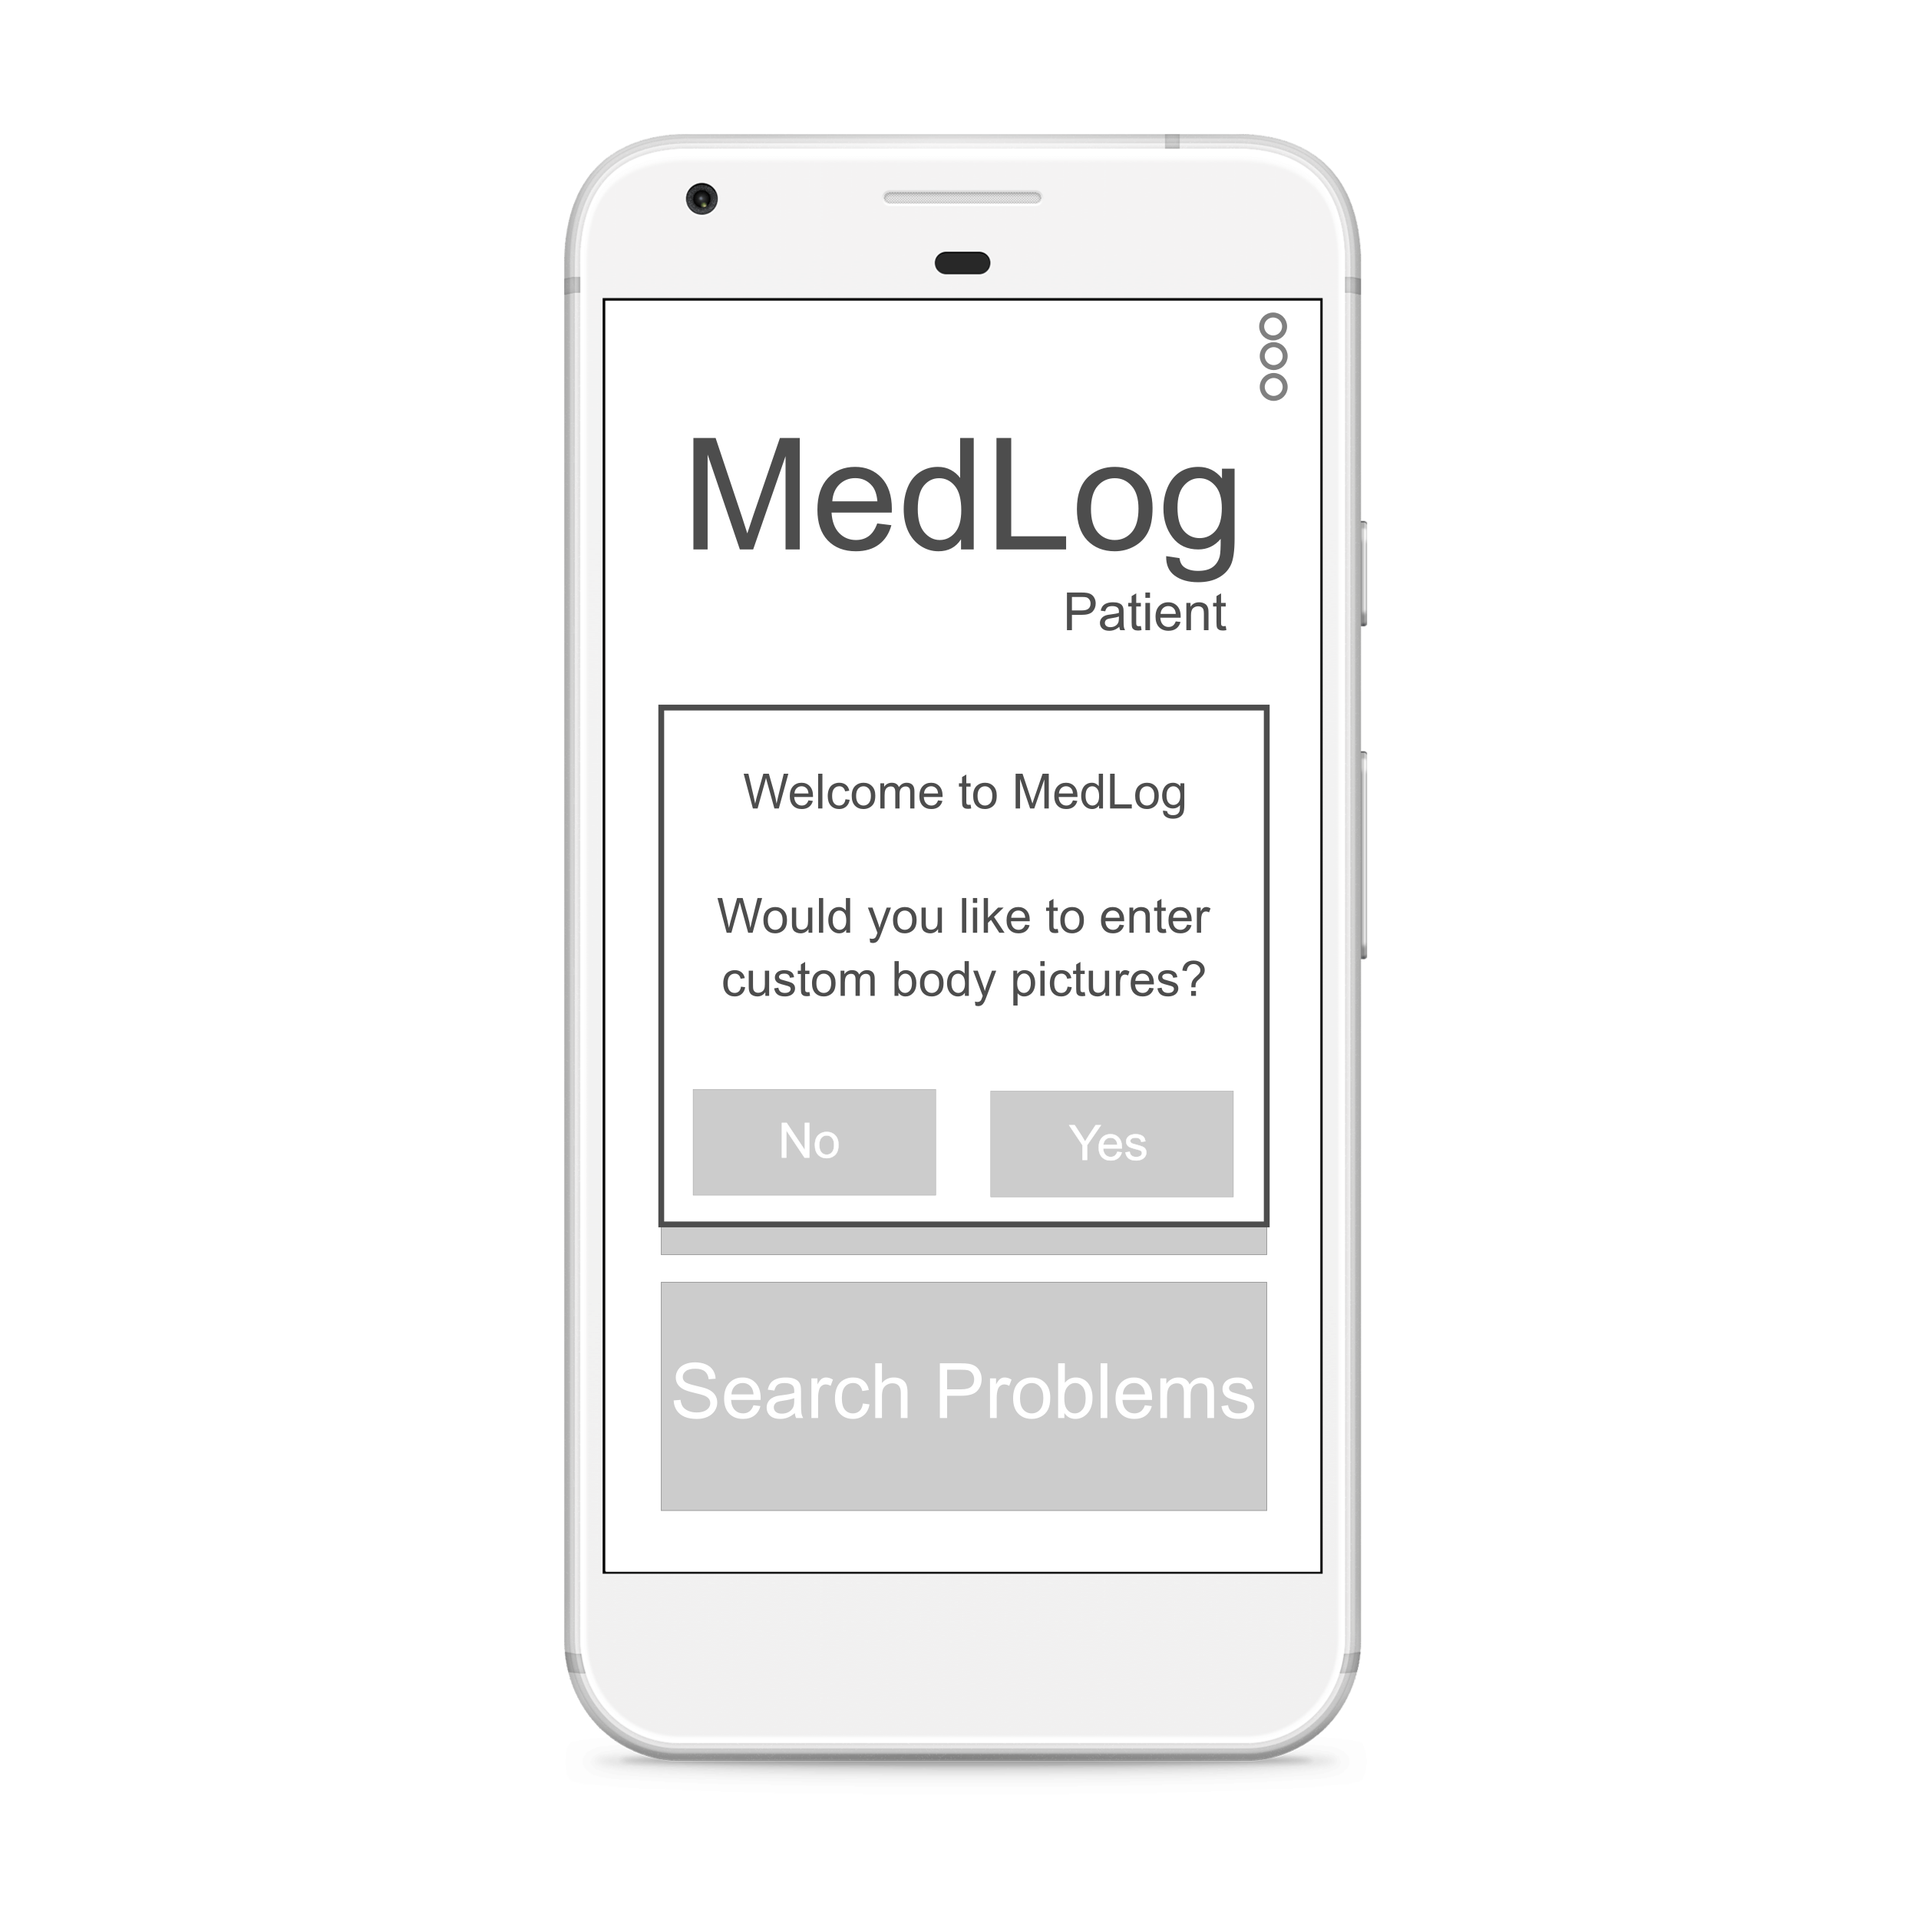 MedLog
Patient
Welcome to MedLog
Would you like to enter
custom body pictures?
No
Yes
Search Problems